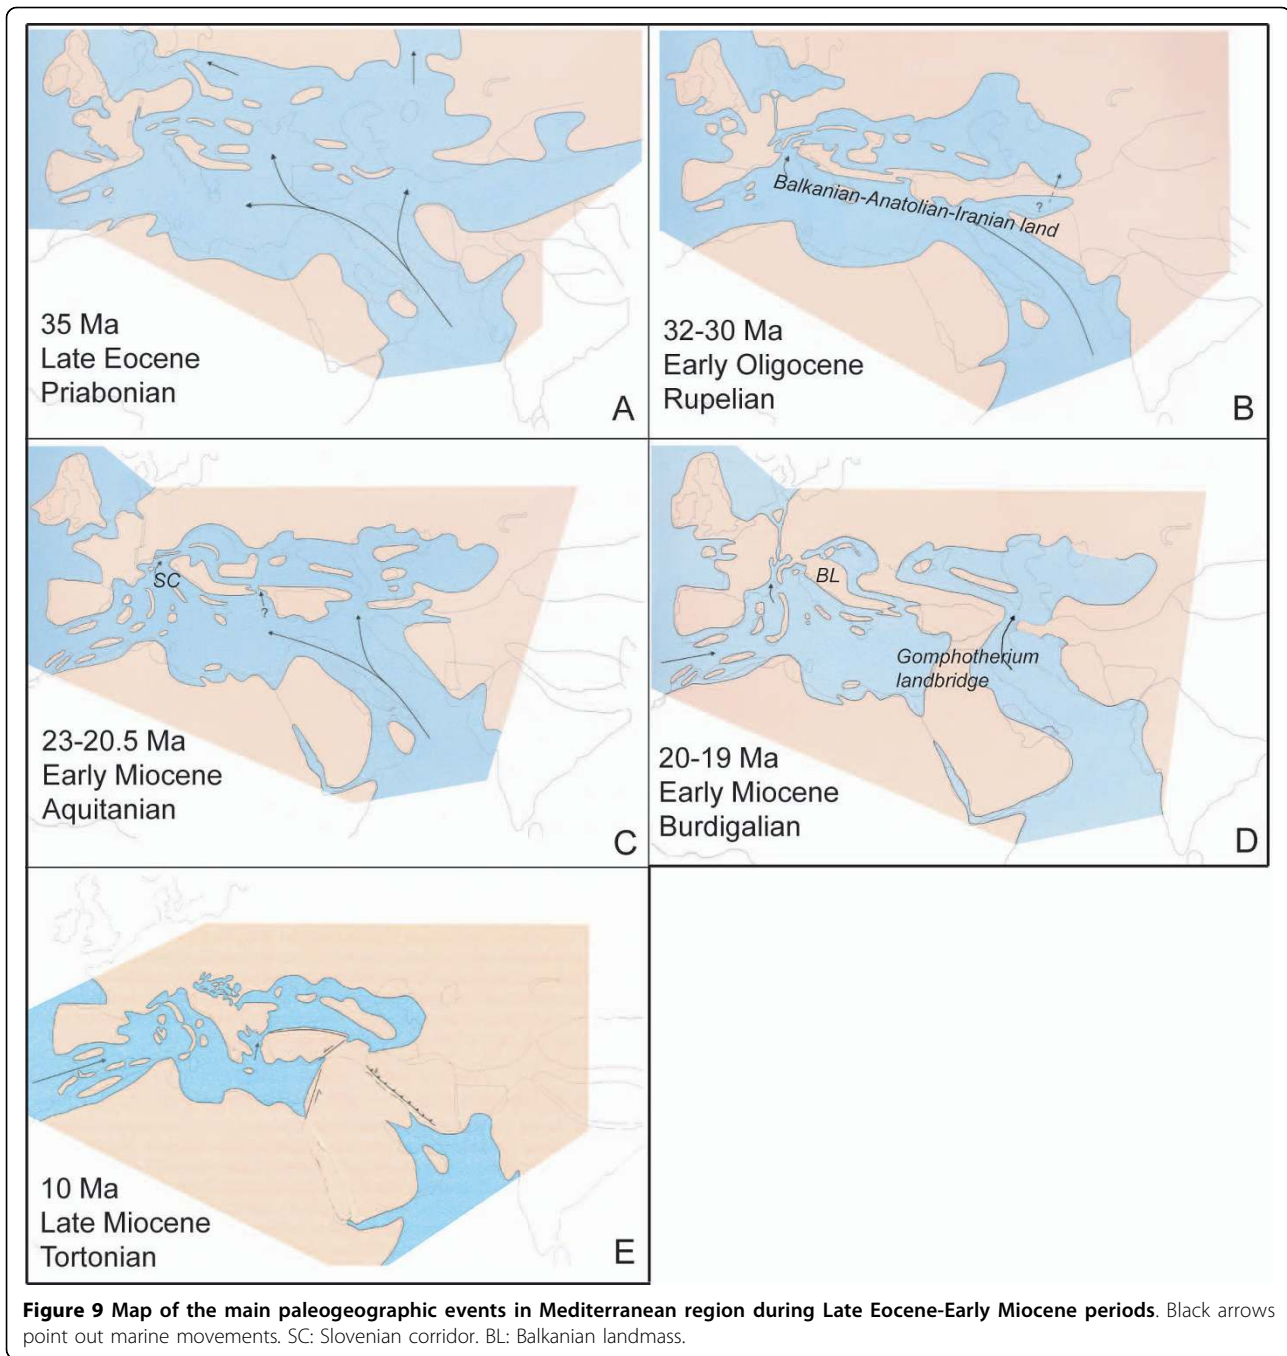 35 Ma
Late Eocene
Priabonian
A
Balkanian-Anatolian-Iranian land
?
32-30 Ma
Early Oligocene
Rupelian
B
SC
?
23-20.5 Ma
Early Miocene
Aquitanian
C
BL
Gomphotherium
landbridge
20-19 Ma
Early Miocene
Burdigalian
D
10 Ma
Late Miocene
Tortonian
E
Figure 9 Map of the main paleogeographic events in Mediterranean region during Late Eocene-Early Miocene periods. Black arrows
point out marine movements. SC: Slovenian corridor. BL: Balkanian landmass.